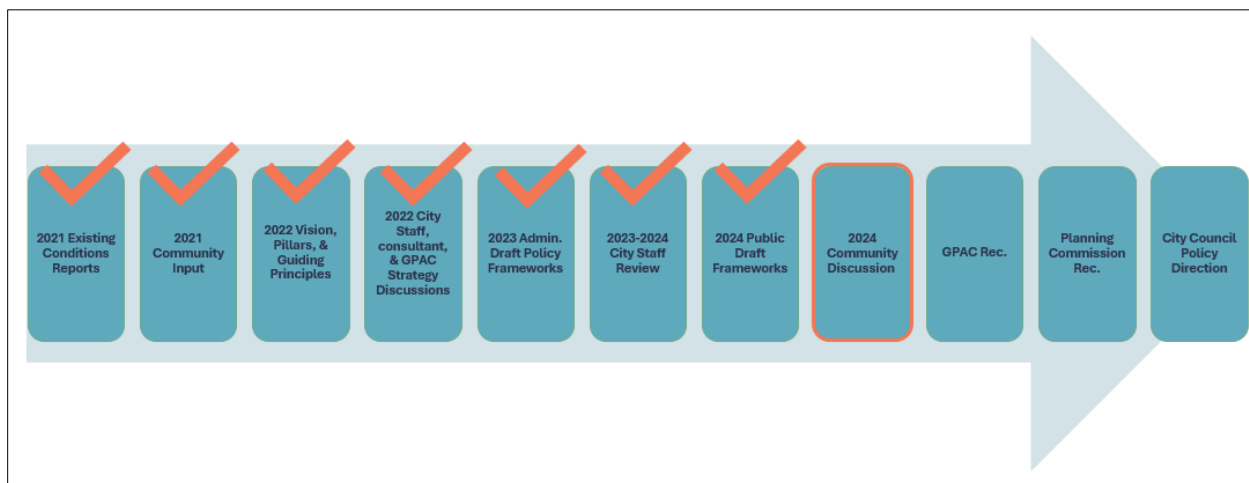 2021 Existing
Conditions
Reports
2021
Community
Input
2022 Vision,
Pillars, &
Guiding
Principles
2022 City
Staff,
consultant,
& GPAC
Strategy
Discussions
2023 Admin.
Draft Policy
Frameworks
2023-2024
City Staff
Review
2024 Public
Draft
Frameworks
2024
Community
Discussion
GPAC Rec.
Planning
Commission
Rec.
City Council
Policy
Direction